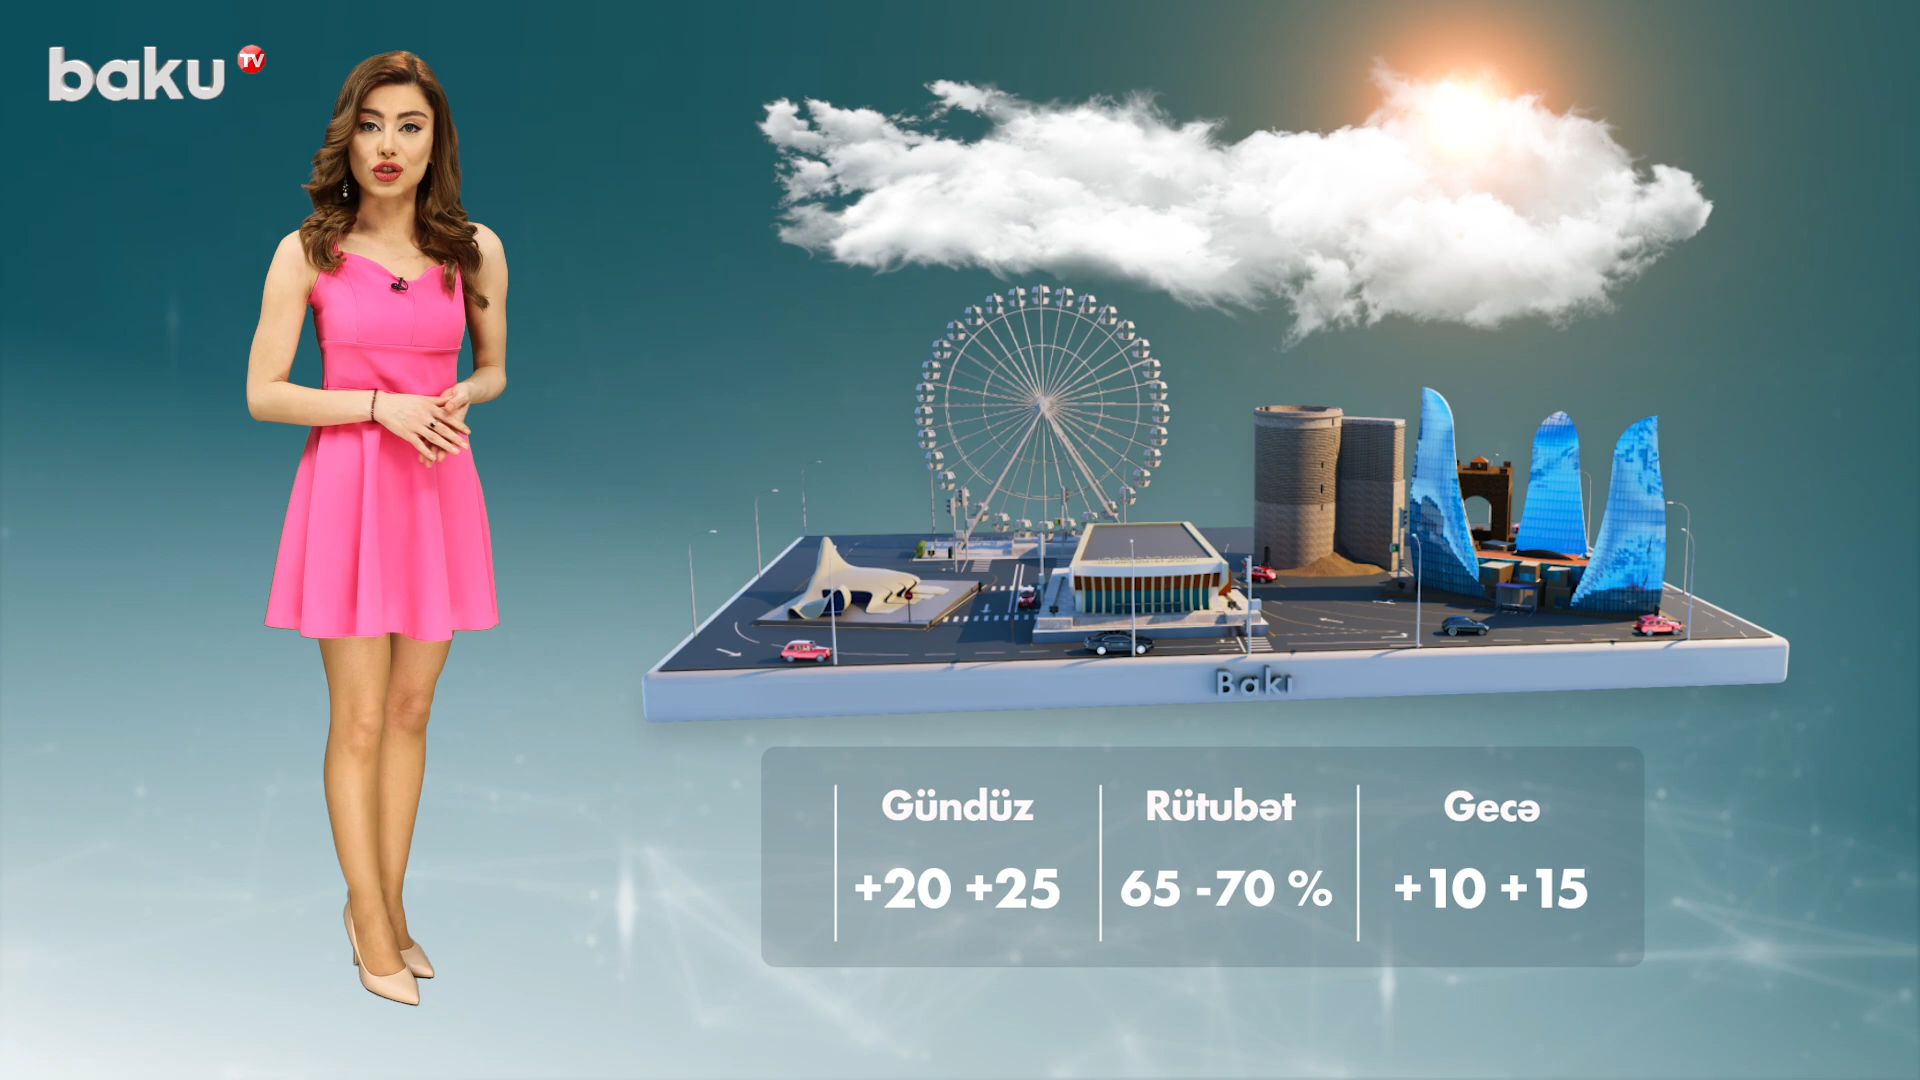 baku TV
Bakı
Gündüz
+20 +25
Rütubət
65 -70 %
Gecə
+10 +15